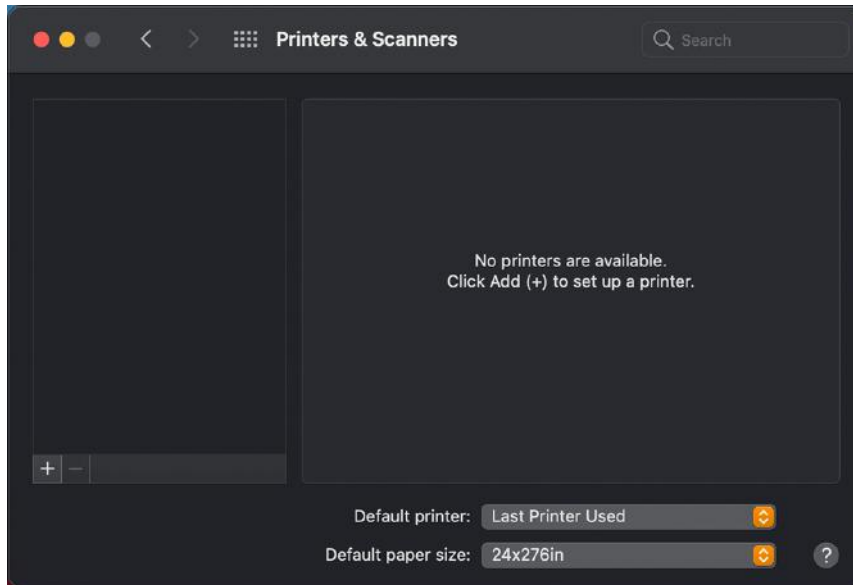 Printers & Scanners
Search
No printers are available.
Click Add (+) to set up a printer.
+ −
Default printer: Last Printer Used
Default paper size: 24x276in
?